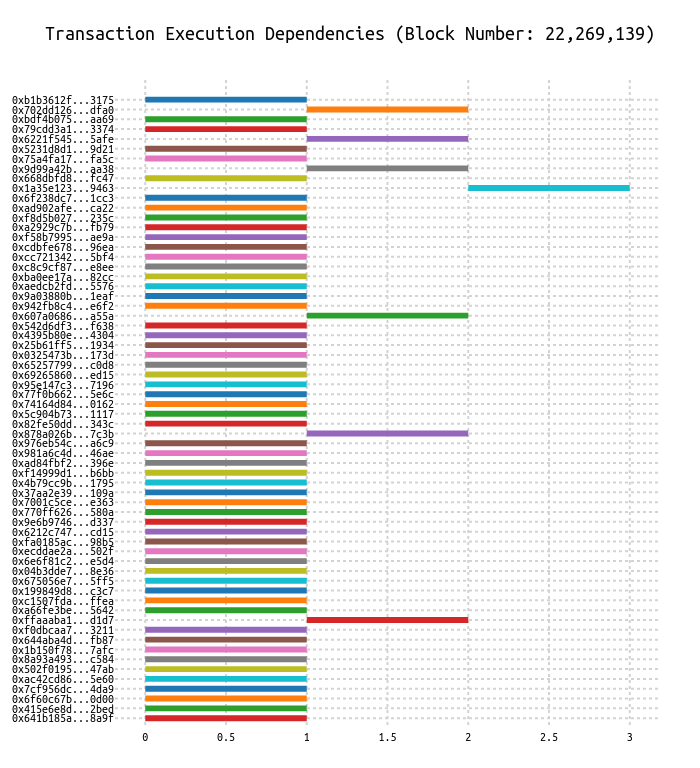 Transaction Execution Dependencies (Block Number: 22,269,139)
0xb1b3612f...3175
0x702dd126...dfa0
0xbdf4b075...aa69
0x79cdd3a1...3374
0x6221f545...5afe
0x5231d8d1...9d21
0x75a4fa17...fa5c
0x9d99a42b...aa38
0x668dbfd8...fc47
0x1a35e123...9463
0x6f238dc7...1cc3
0xad902afe...ca22
0xf8d5b027...235c
0xa2929c7b...fb79
0xf58b7995...ae9a
0xcdbfe678...96ea
0xcc721342...5bf4
0xc8c9cf87...e8ee
0xba0ee17a...82cc
0xaedcb2fd...5576
0x9a03880b...1eaf
0x942fb8c4...e6f2
0x607a0686...a55a
0x542d6df3...f638
0x4395b80e...4304
0x25b61ff5...1934
0x0325473b...173d
0x65257799...c0d8
0x69265860...ed15
0x95e147c3...7196
0x77f0b662...5e6c
0x74164d84...0162
0x5c904b73...1117
0x82fe50dd...343c
0x878a026b...7c3b
0x976eb54c...a6c9
0x981a6c4d...46ae
0xad84fbf2...396e
0xf14999d1...b6bb
0x4b79cc9b...1795
0x37aa2e39...109a
0x7001c5ce...e363
0x770ff626...580a
0x9e6b9746...d337
0x6212c747...cd15
0xfa0185ac...98b5
0xecddae2a...502f
0x6e6f81c2...e5d4
0x04b3dde7...8e36
0x675056e7...5ff5
0x199849d8...c3c7
0xc1507fda...ffea
0xa66fe3be...5642
0xffaaaba1...d1d7
0xf0dbcaa7...3211
0x644aba4d...fb87
0x1b150f78...7afc
0x8a93a493...c584
0x502f0195...47ab
0xac42cd86...5e60
0x7cf956dc...4da9
0x6f60c67b...0d00
0x415e6e8d...2bed
0x641b185a...8a9f
0 0.5 1 1.5 2 2.5 3